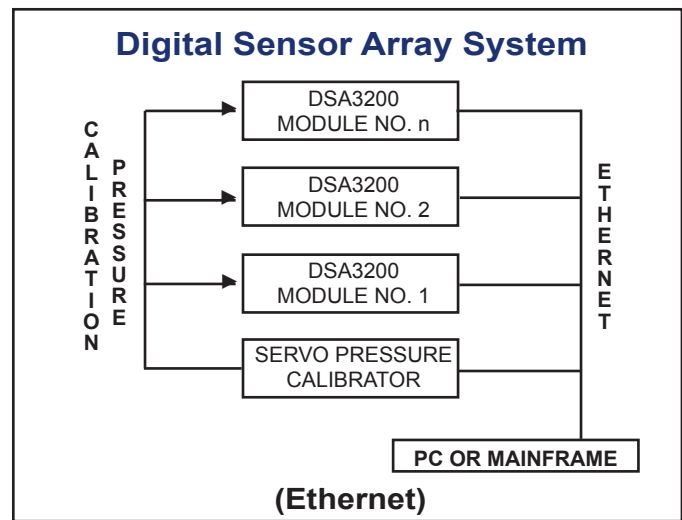 Digital Sensor Array System
CALIBRATION
PRESSURE
DSA3200
MODULE NO. n
DSA3200
MODULE NO. 2
DSA3200
MODULE NO. 1
SERVO PRESSURE
CALIBRATOR
ETHERNET
PC OR MAINFRAME
(Ethernet)